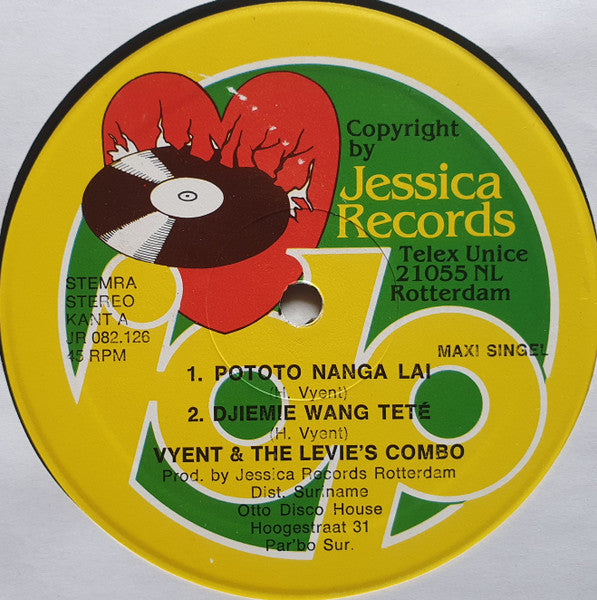 Copyright
by
Jessica
Records
Telex Unice
21055 NL
Rotterdam
STEMRA
STEREO
KANT A
JR 082.126
45 RPM
MAXI SINGEL
1. POTOTO NANGA LAI
(H. Vyent)
2. DJIEMIE WANG TETÉ
(H. Vyent)
VYENT & THE LEVIE'S COMBO
Prod. by Jessica Records Rotterdam
Dist. Suriname
Otto Disco House
Hoogestraat 31
Par'bo Sur.